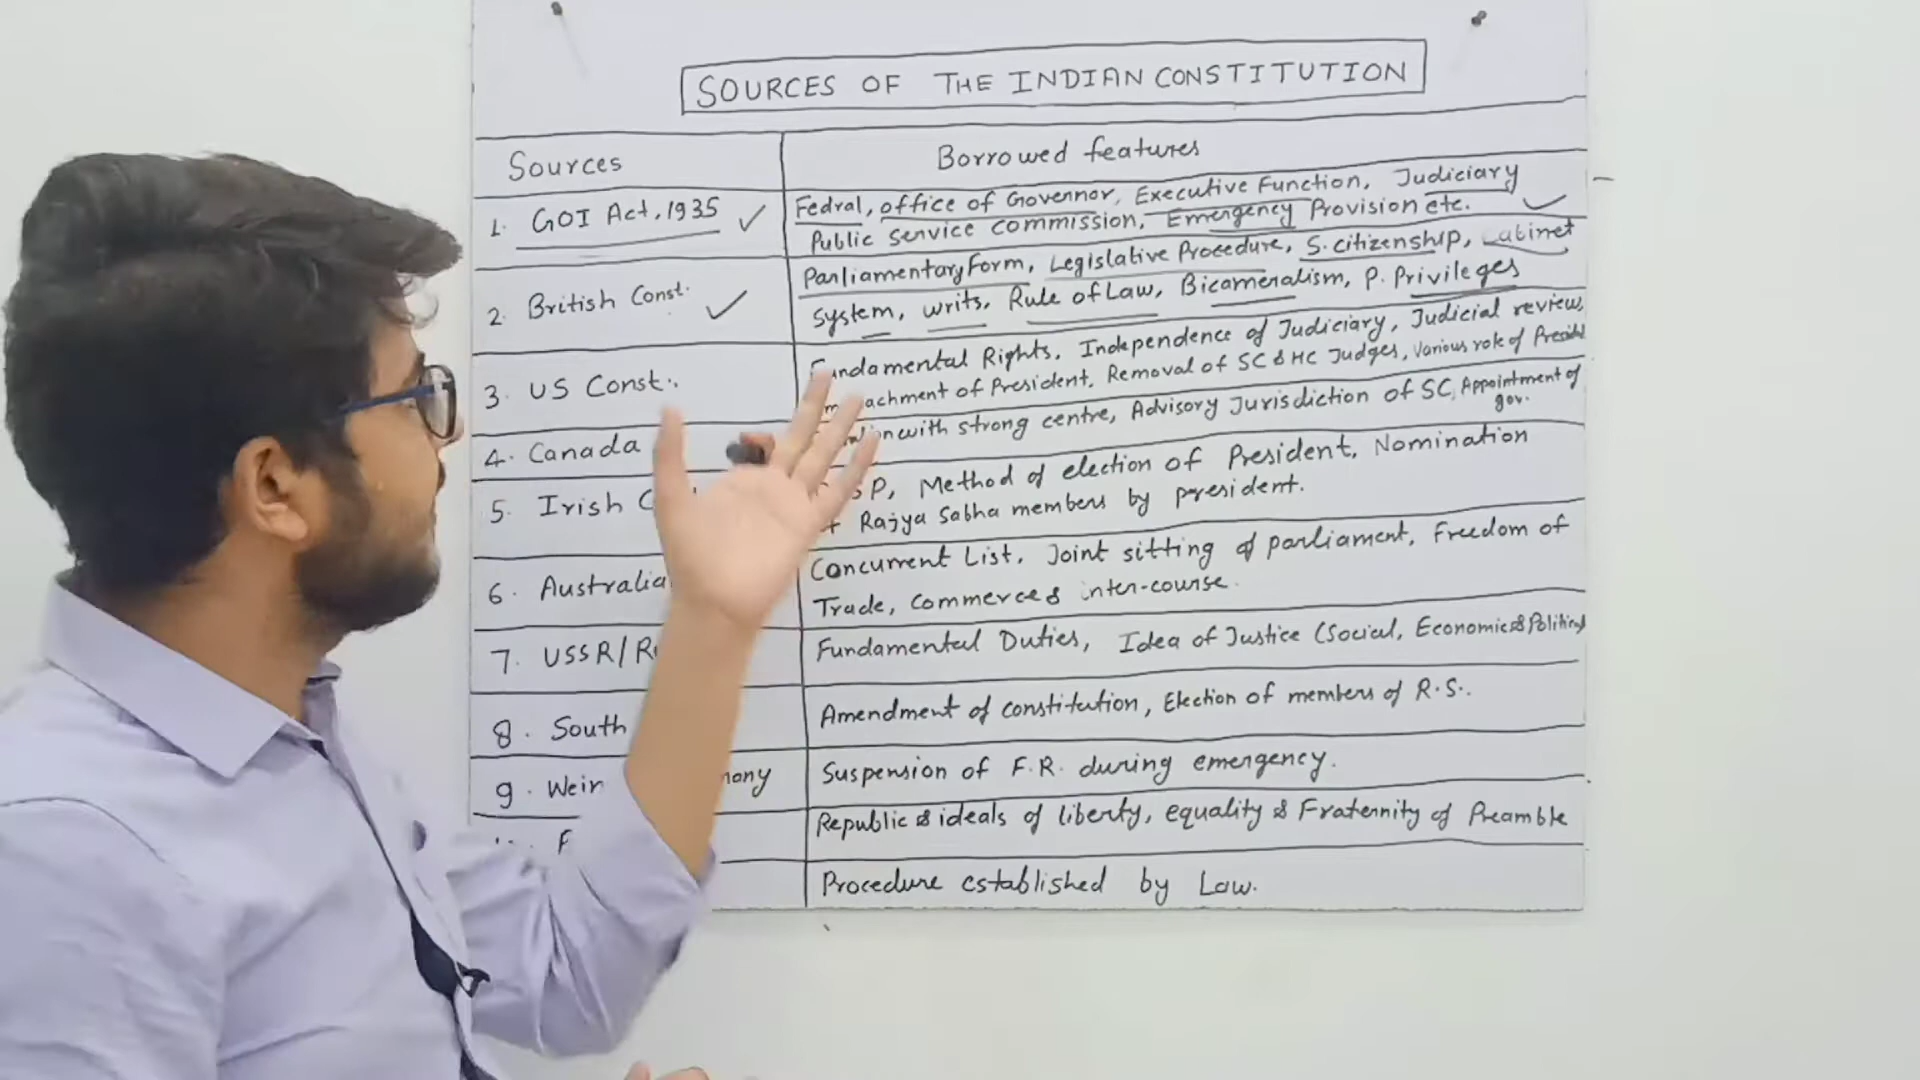 SOURCES OF THE INDIAN CONSTITUTION
Sources
Borrowed features
1. GOI Act, 1935
Fedral, office of Governor, Executive Function, Judiciary
Public Service commission, Emergency Provision etc.
2. British Const.
Parliamentary Form, Legislative Procedure, S. citizenship, Cabinet
system, writs, Rule of Law, Bicameralism, P. Privileges
3. US Const.
Fundamental Rights, Independence of Judiciary, Judicial review,
achment of President, Removal of SC & HC Judges, Various role of
4. Canada
with strong centre, Advisory Jurisdiction of SC, Appointment of
gov.
5. Irish
SP, Method of election of President, Nomination
Rajya Sabha members by president.
6. Australia
Concurrent List, Joint sitting of parliament, Freedom of
Trade, Commerce & inter-course.
7. USSR/
Fundamental Duties, Idea of Justice (Social, Economic & Political
8. South
Amendment of constitution, Election of members of R.S.
9. Weim
many
Suspension of F.R. during emergency.
F
Republic & ideals of liberty, equality & Fraternity of Preamble
Procedure established by Law.